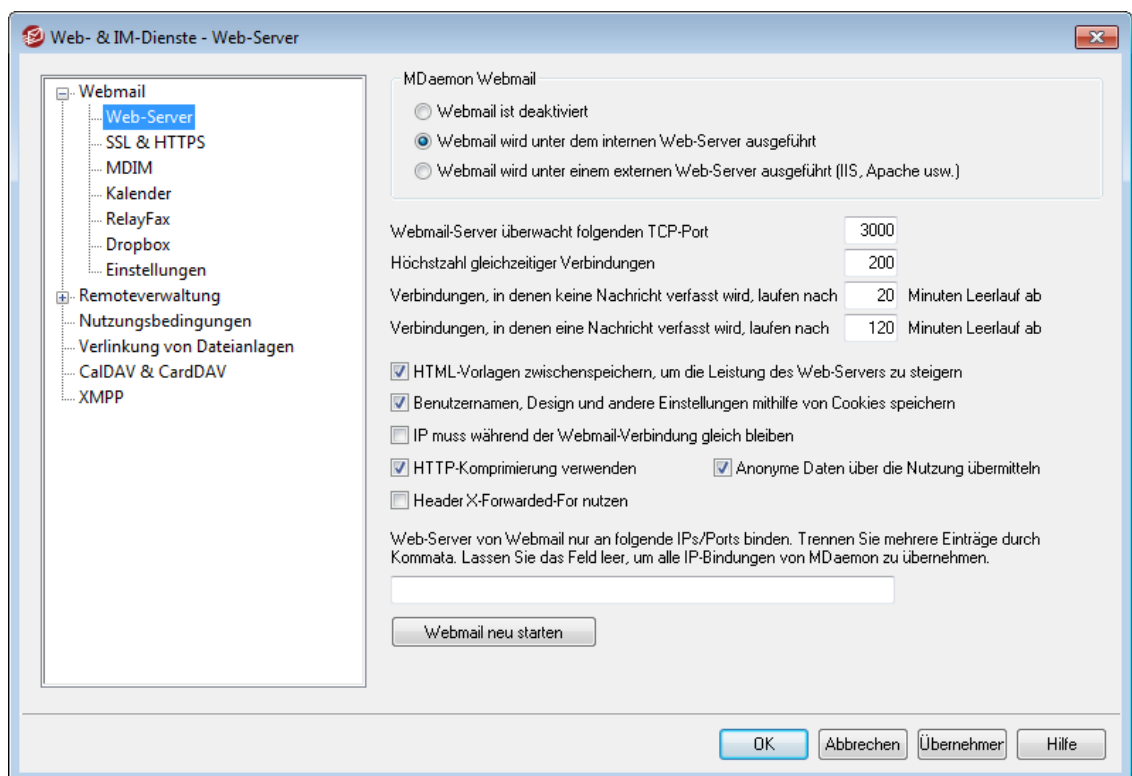 Web- & IM-Dienste - Web-Server
Webmail
Web-Server
SSL & HTTPS
MDIM
Kalender
RelayFax
Dropbox
Einstellungen
Remoteverwaltung
Nutzungsbedingungen
Verlinkung von Dateianlagen
CalDAV & CardDAV
XMPP
MDaemon Webmail
Webmail ist deaktiviert
Webmail wird unter dem internen Web-Server ausgeführt
Webmail wird unter einem externen Web-Server ausgeführt (IIS, Apache usw.)
Webmail-Server überwacht folgenden TCP-Port 3000
Höchstzahl gleichzeitiger Verbindungen 200
Verbindungen, in denen keine Nachricht verfasst wird, laufen nach 20 Minuten Leerlauf ab
Verbindungen, in denen eine Nachricht verfasst wird, laufen nach 120 Minuten Leerlauf ab
HTML-Vorlagen zwischenspeichern, um die Leistung des Web-Servers zu steigern
Benutzernamen, Design und andere Einstellungen mithilfe von Cookies speichern
IP muss während der Webmail-Verbindung gleich bleiben
HTTP-Komprimierung verwenden Anonyme Daten über die Nutzung übermitteln
Header X-Forwarded-For nutzen
Web-Server von Webmail nur an folgende IPs/Ports binden. Trennen Sie mehrere Einträge durch
Kommata. Lassen Sie das Feld leer, um alle IP-Bindungen von MDaemon zu übernehmen.
Webmail neu starten
OK Abbrechen Übernehmer Hilfe